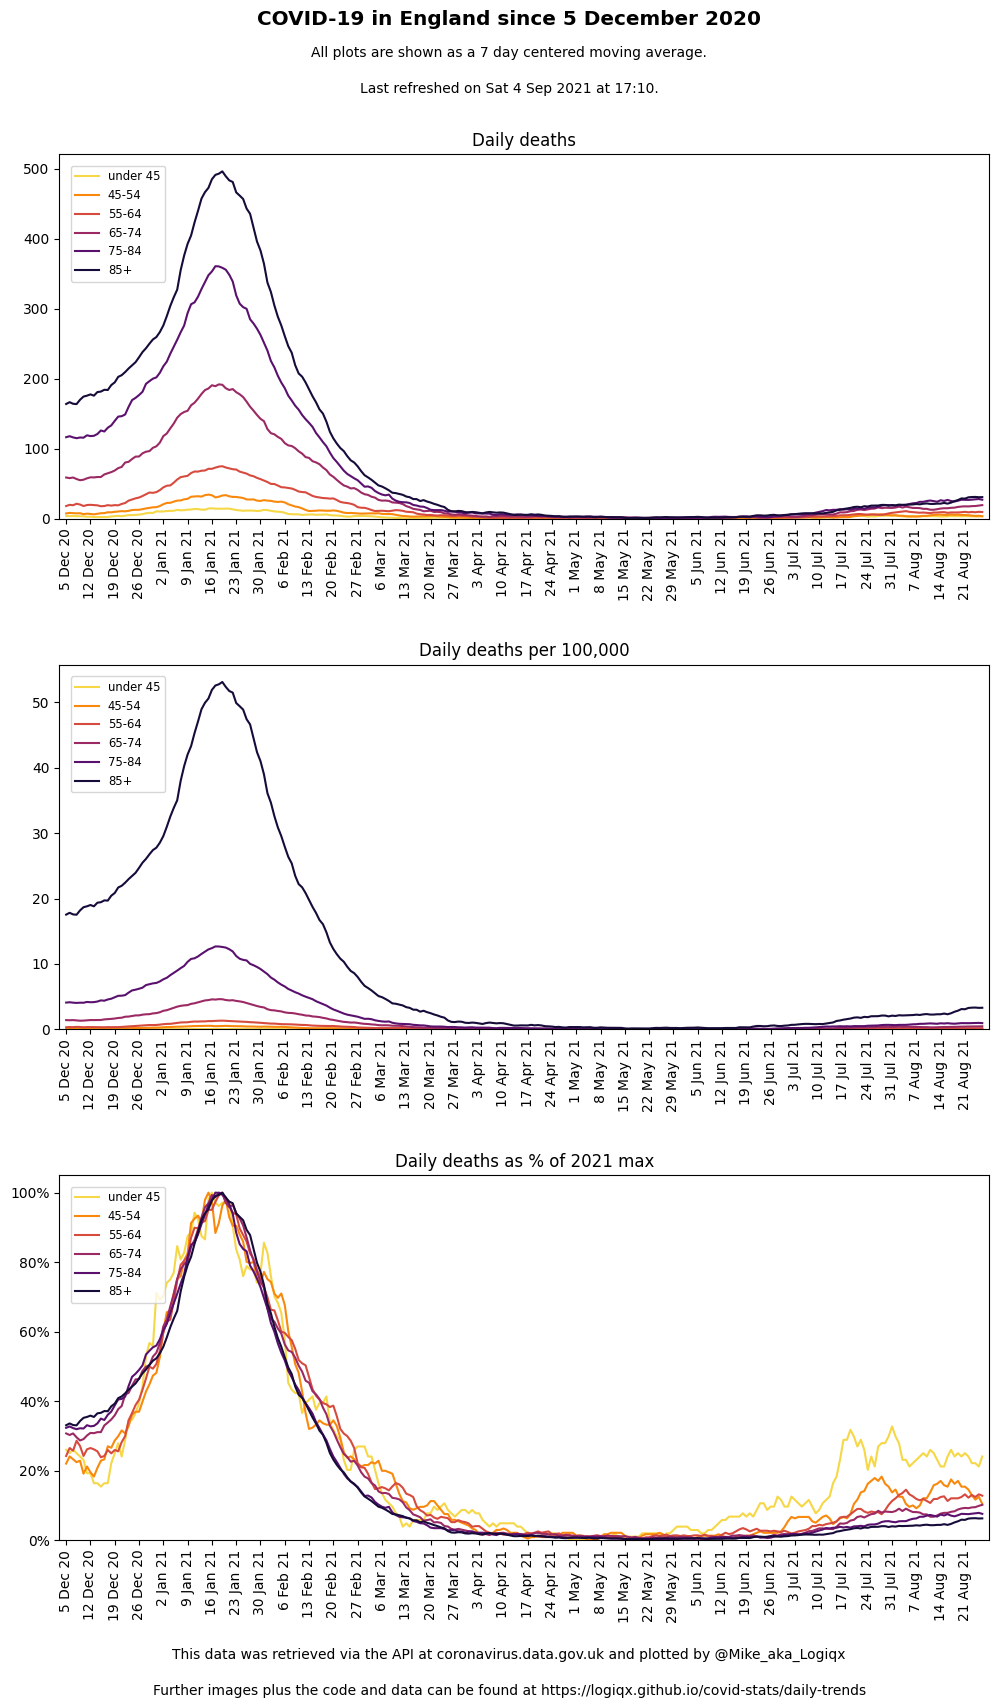 COVID-19 in England since 5 December 2020
All plots are shown as a 7 day centered moving average.
Last refreshed on Sat 4 Sep 2021 at 17:10.
Daily deaths
500
400
300
200
100
0
under 45
45-54
55-64
65-74
75-84
85+
5 Dec 20
12 Dec 20
19 Dec 20
26 Dec 20
2 Jan 21
9 Jan 21
16 Jan 21
23 Jan 21
30 Jan 21
6 Feb 21
13 Feb 21
20 Feb 21
27 Feb 21
6 Mar 21
13 Mar 21
20 Mar 21
27 Mar 21
3 Apr 21
10 Apr 21
17 Apr 21
24 Apr 21
1 May 21
8 May 21
15 May 21
22 May 21
29 May 21
5 Jun 21
12 Jun 21
19 Jun 21
26 Jun 21
3 Jul 21
10 Jul 21
17 Jul 21
24 Jul 21
31 Jul 21
7 Aug 21
14 Aug 21
21 Aug 21
Daily deaths per 100,000
50
40
30
20
10
0
under 45
45-54
55-64
65-74
75-84
85+
5 Dec 20
12 Dec 20
19 Dec 20
26 Dec 20
2 Jan 21
9 Jan 21
16 Jan 21
23 Jan 21
30 Jan 21
6 Feb 21
13 Feb 21
20 Feb 21
27 Feb 21
6 Mar 21
13 Mar 21
20 Mar 21
27 Mar 21
3 Apr 21
10 Apr 21
17 Apr 21
24 Apr 21
1 May 21
8 May 21
15 May 21
22 May 21
29 May 21
5 Jun 21
12 Jun 21
19 Jun 21
26 Jun 21
3 Jul 21
10 Jul 21
17 Jul 21
24 Jul 21
31 Jul 21
7 Aug 21
14 Aug 21
21 Aug 21
Daily deaths as % of 2021 max
100%
80%
60%
40%
20%
0%
under 45
45-54
55-64
65-74
75-84
85+
5 Dec 20
12 Dec 20
19 Dec 20
26 Dec 20
2 Jan 21
9 Jan 21
16 Jan 21
23 Jan 21
30 Jan 21
6 Feb 21
13 Feb 21
20 Feb 21
27 Feb 21
6 Mar 21
13 Mar 21
20 Mar 21
27 Mar 21
3 Apr 21
10 Apr 21
17 Apr 21
24 Apr 21
1 May 21
8 May 21
15 May 21
22 May 21
29 May 21
5 Jun 21
12 Jun 21
19 Jun 21
26 Jun 21
3 Jul 21
10 Jul 21
17 Jul 21
24 Jul 21
31 Jul 21
7 Aug 21
14 Aug 21
21 Aug 21
This data was retrieved via the API at coronavirus.data.gov.uk and plotted by @Mike_aka_Logiqx
Further images plus the code and data can be found at https://logiqx.github.io/covid-stats/daily-trends